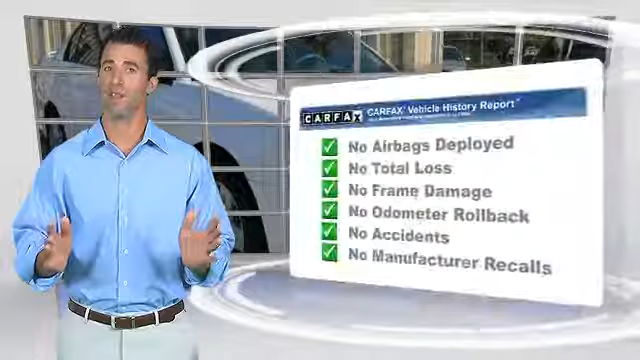 CARFAX CARFAX Vehicle History Report™
No Airbags Deployed
No Total Loss
No Frame Damage
No Odometer Rollback
No Accidents
No Manufacturer Recalls